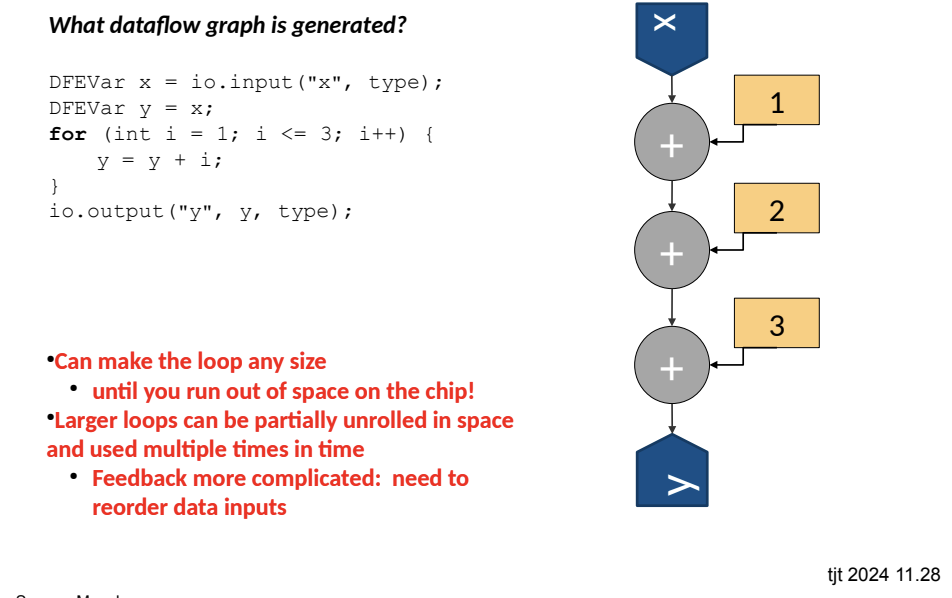 What dataflow graph is generated?
DFEVar x = io.input("x", type);
DFEVar y = x;
for (int i = 1; i <= 3; i++) {
    y = y + i;
}
io.output("y", y, type);
•Can make the loop any size
• until you run out of space on the chip!
•Larger loops can be partially unrolled in space
and used multiple times in time
• Feedback more complicated: need to
reorder data inputs
x
1
+
2
+
3
+
y
tjt 2024 11.28